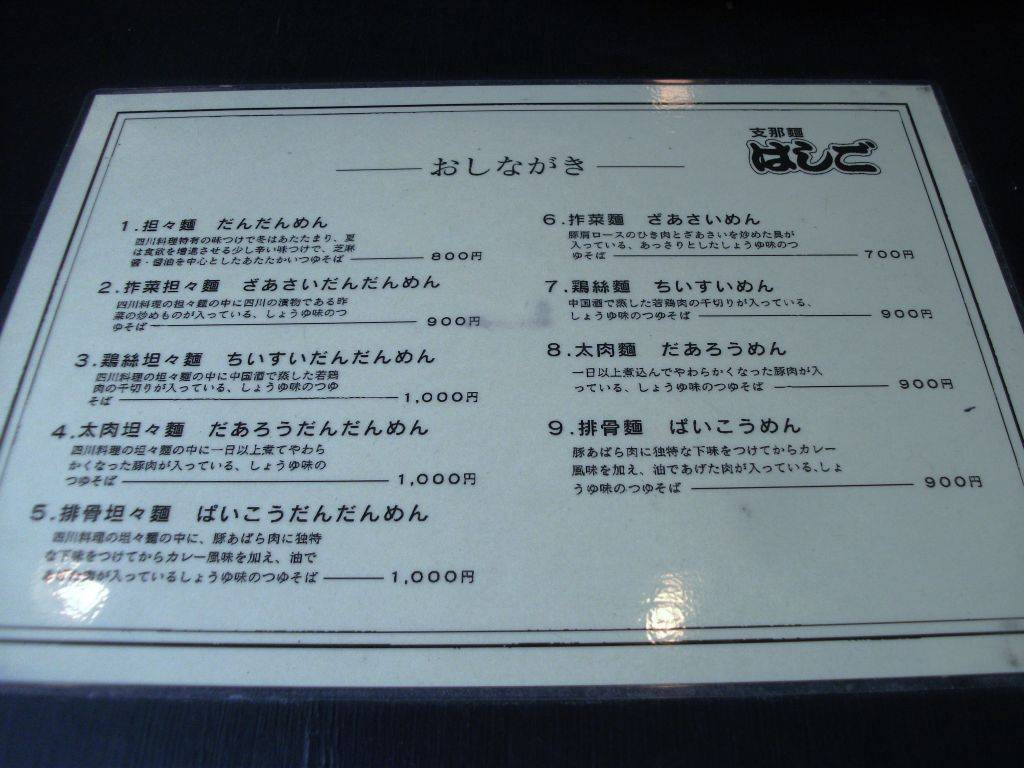 支那麺
はしご
おしながき
1.担々麺 だんだんめん
四川料理特有の味つけで冬はあたたまり、夏
は食欲を増進させる少し辛い味つけで、芝麻
醤・醤油を中心としたあたたかいつゆそば 800円
2.搾菜担々麺 ざあさいだんだんめん
四川料理の担々麺の中に四川の漬物である搾
菜の炒めものが入っている、しょうゆ味のつ
ゆそば 900円
3.鶏絲坦々麺 ちいすいだんだんめん
四川料理の坦々麺の中に中国酒で蒸した若鶏
肉の千切りが入っている、しょうゆ味のつゆ
そば 1,000円
4.太肉坦々麺 だあろうだんだんめん
四川料理の坦々麺の中に一日以上煮てやわら
かくなった豚肉が入っている、しょうゆ味の
つゆそば 1,000円
5.排骨坦々麺 ぱいこうだんだんめん
四川料理の坦々麺の中に、豚あばら肉に独特
な下味をつけてからカレー風味を加え、油で
あげた肉が入っているしょうゆ味のつゆそば 1,000円
6.搾菜麺 ざあさいめん
豚肩ロースのひき肉とざあさいを炒めた具が
入っている、あっさりとしたしょうゆ味のつ
ゆそば 700円
7.鶏絲麺 ちいすいめん
中国酒で蒸した若鶏肉の千切りが入っている、
しょうゆ味のつゆそば 900円
8.太肉麺 だあろうめん
一日以上煮込んでやわらかくなった豚肉が入
っている、しょうゆ味のつゆそば 900円
9.排骨麺 ぱいこうめん
豚あばら肉に独特な下味をつけてからカレー
風味を加え、油であげた肉が入っている、しょ
うゆ味のつゆそば 900円